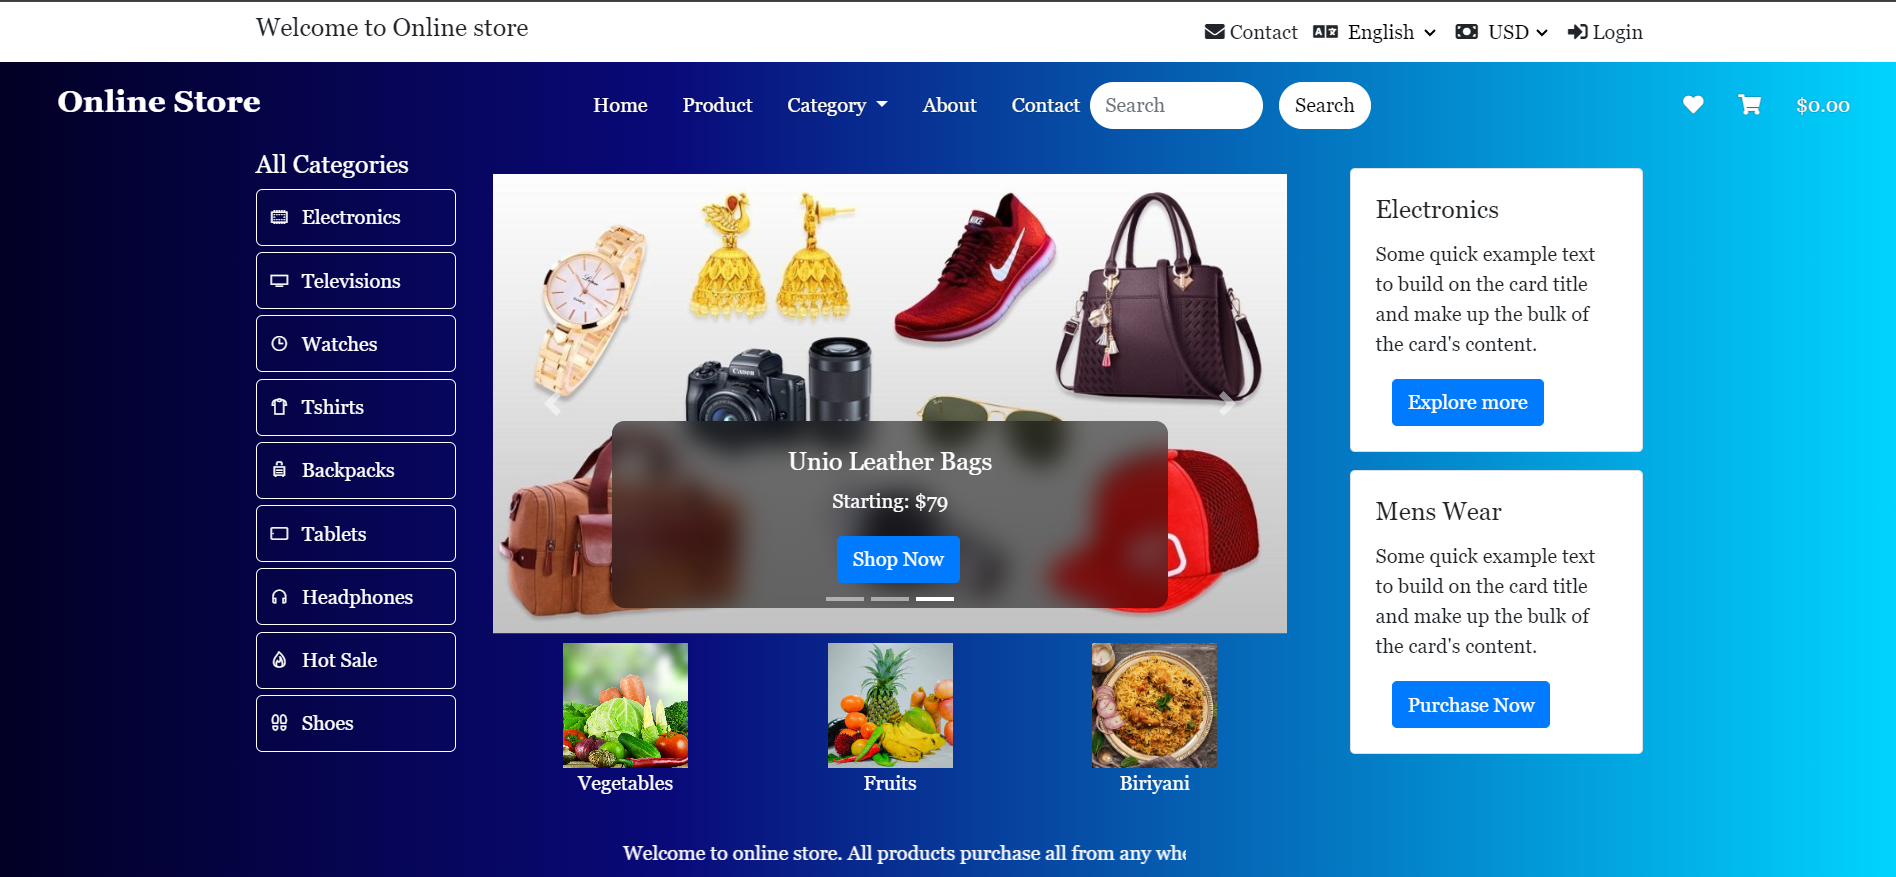 Welcome to Online store
Contact
English
USD
Login
Online Store
Home
Product
Category
About
Contact
Search
Search
$0.00
All Categories
Electronics
Televisions
Watches
Tshirts
Backpacks
Tablets
Headphones
Hot Sale
Shoes
Canon
Unio Leather Bags
Starting: $79
Shop Now
Vegetables
Fruits
Biriyani
Electronics
Some quick example text
to build on the card title
and make up the bulk of
the card's content.
Explore more
Mens Wear
Some quick example text
to build on the card title
and make up the bulk of
the card's content.
Purchase Now
Welcome to online store. All products purchase all from any whe